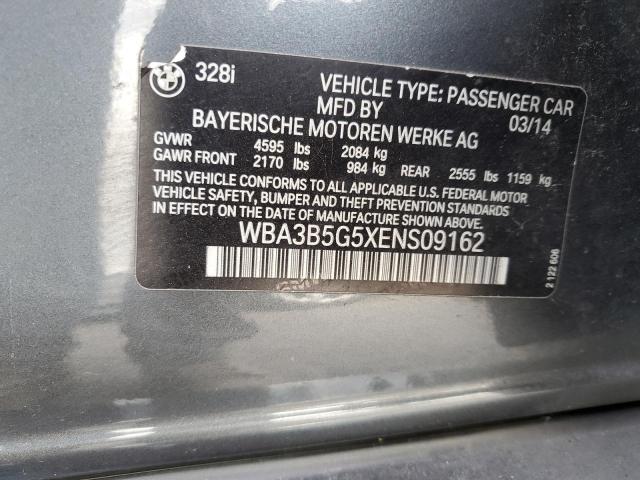 328i
VEHICLE TYPE: PASSENGER CAR
MFD BY 03/14
BAYERISCHE MOTOREN WERKE AG
GVWR 4595 lbs 2084 kg
GAWR FRONT 2170 lbs 984 kg REAR 2555 lbs 1159 kg
THIS VEHICLE CONFORMS TO ALL APPLICABLE U.S. FEDERAL MOTOR
VEHICLE SAFETY, BUMPER AND THEFT PREVENTION STANDARDS
IN EFFECT ON THE DATE OF MANUFACTURE SHOWN ABOVE.
WBA3B5G5XENS09162
2 122 606